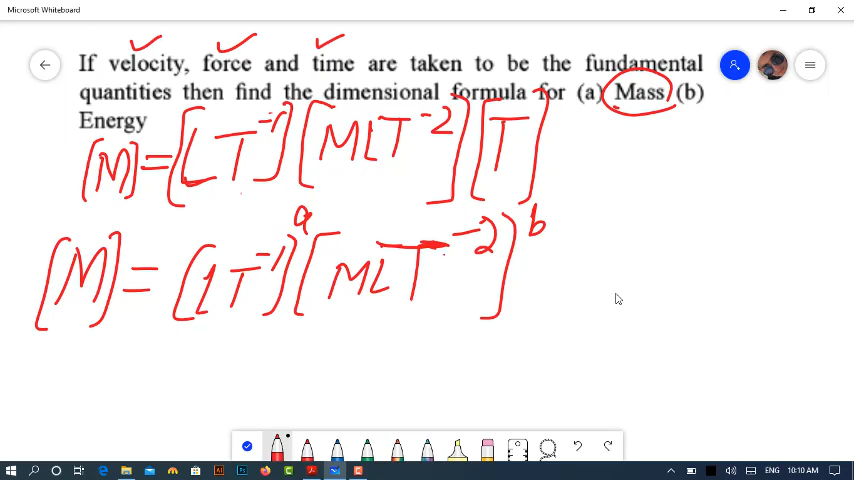 Microsoft Whiteboard
If velocity, force and time are taken to be the fundamental
quantities then find the dimensional formula for (a) Mass (b)
Energy
[M] = [LT⁻¹] [MLT⁻²] [T]
[M] = [LT⁻¹]ᵃ [MLT⁻²]ᵇ
ENG 10:10 AM